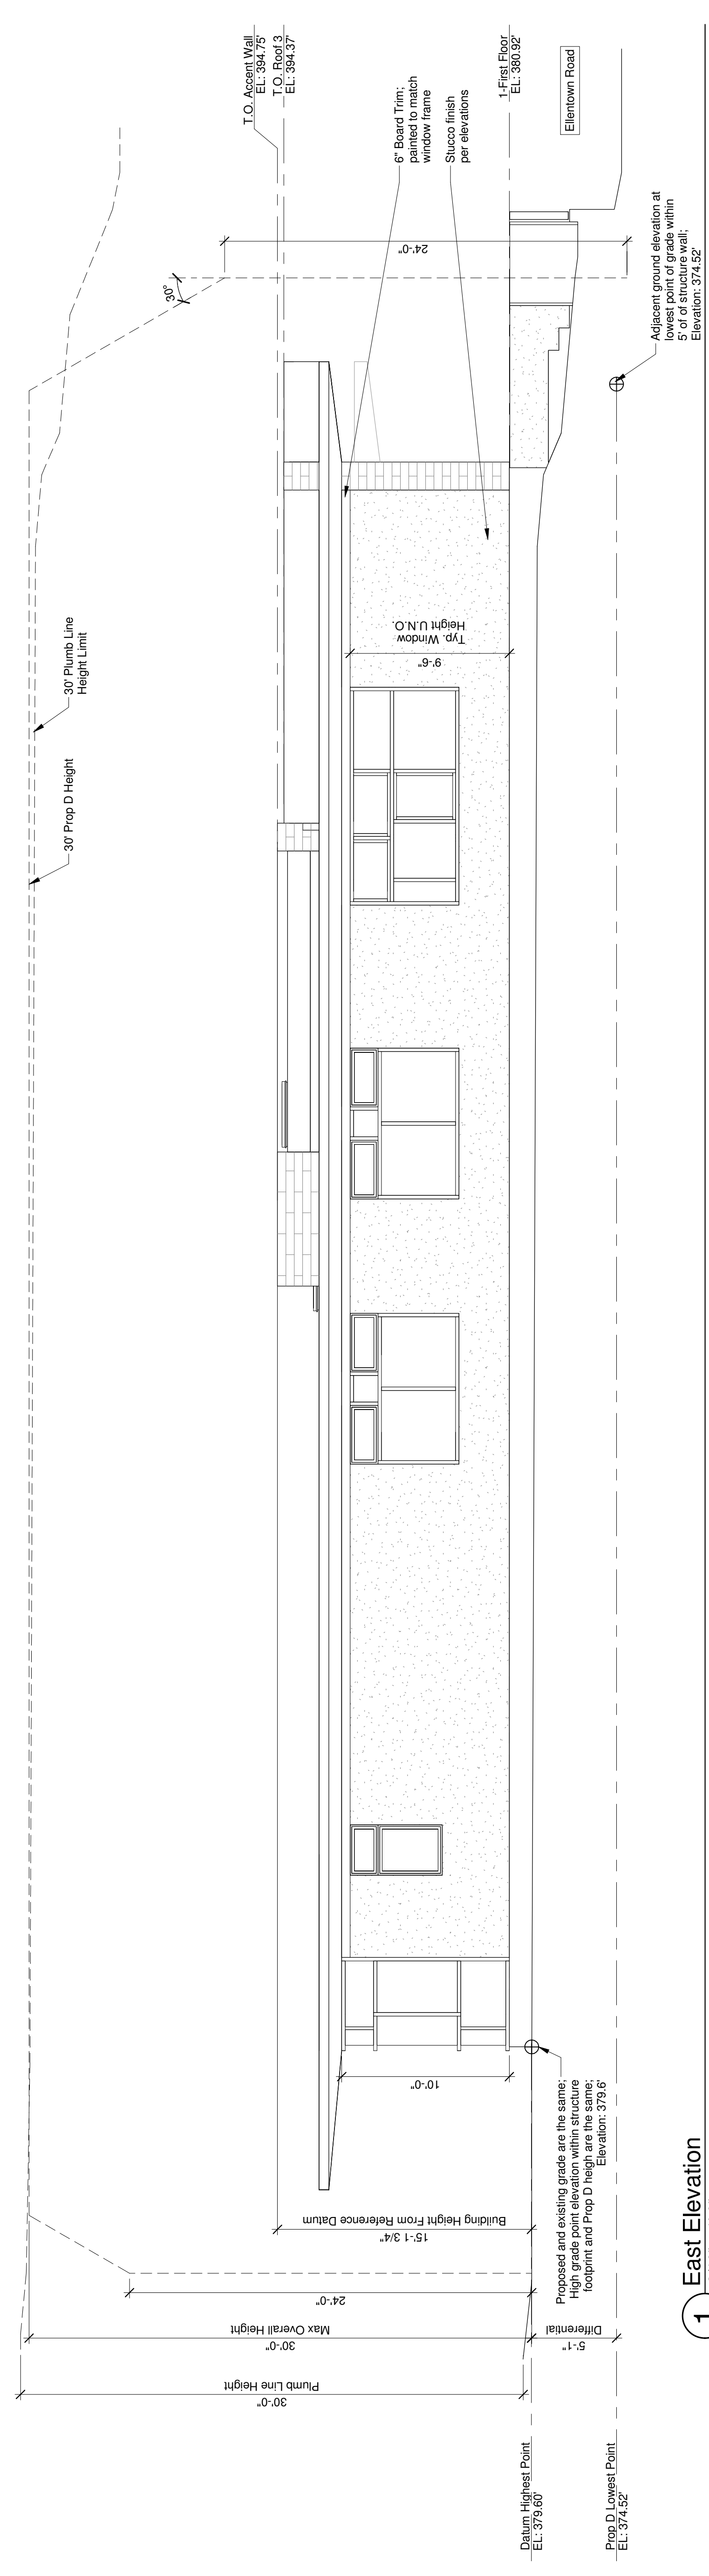 T.O. Accent Wall
EL: 394.75'
T.O. Roof 3
EL: 394.37'
6" Board Trim;
painted to match
window frame
Stucco finish
per elevations
1-First Floor
EL: 380.92'
Ellentown Road
24'-0"
30°
Adjacent ground elevation at
lowest point of grade within
5' of of structure wall;
Elevation: 374.52'
30' Plumb Line
Height Limit
30' Prop D Height
9'-6"
Typ. Window
Height U.N.O.
10'-0"
15'-1 3/4"
Building Height From Reference Datum
24'-0"
30'-0"
Max Overall Height
5'-1"
Differential
30'-0"
Plumb Line Height
Proposed and existing grade are the same;
High grade point elevation within structure
footprint and Prop D heigh are the same;
Elevation: 379.6'
Datum Highest Point
EL: 379.60'
Prop D Lowest Point
EL: 374.52'
1
East Elevation